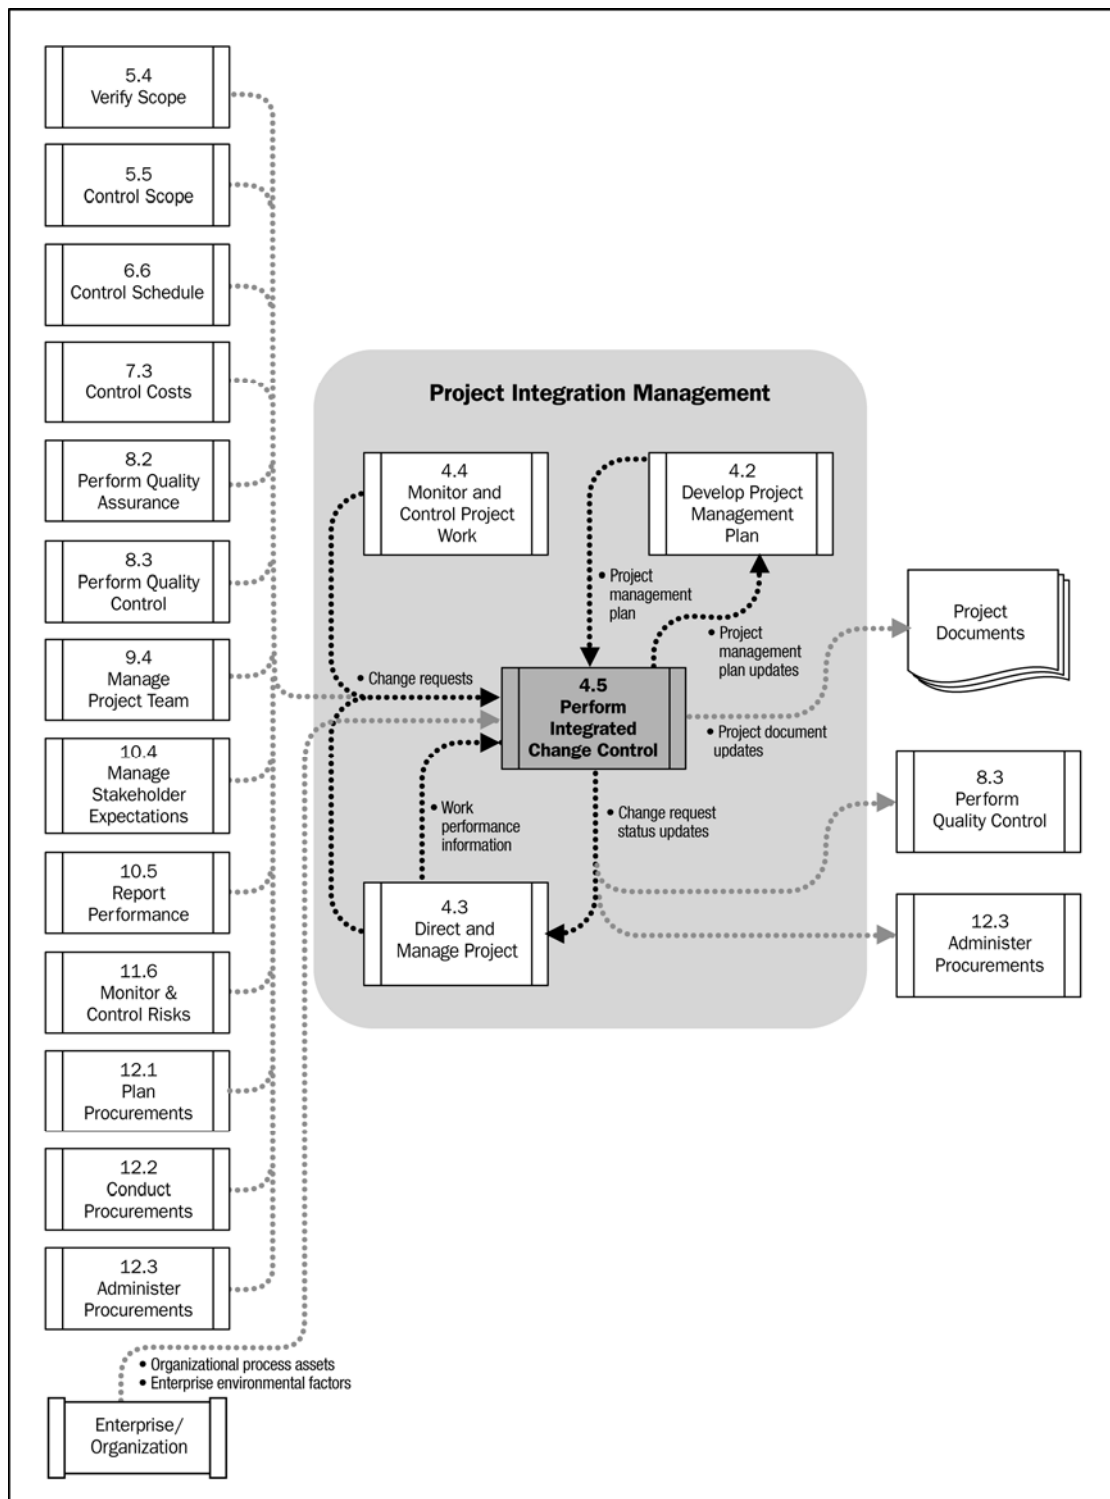 5.4
Verify Scope
5.5
Control Scope
6.6
Control Schedule
7.3
Control Costs
8.2
Perform Quality
Assurance
8.3
Perform Quality
Control
9.4
Manage
Project Team
10.4
Manage
Stakeholder
Expectations
10.5
Report
Performance
11.6
Monitor &
Control Risks
12.1
Plan
Procurements
12.2
Conduct
Procurements
12.3
Administer
Procurements
• Organizational process assets
• Enterprise environmental factors
Enterprise/
Organization
Project Integration Management
4.4
Monitor and
Control Project
Work
4.2
Develop Project
Management
Plan
• Project
management
plan
• Project
management
plan updates
• Change requests
4.5
Perform
Integrated
Change Control
• Project document
updates
• Work
performance
information
• Change request
status updates
4.3
Direct and
Manage Project
Project
Documents
8.3
Perform
Quality Control
12.3
Administer
Procurements